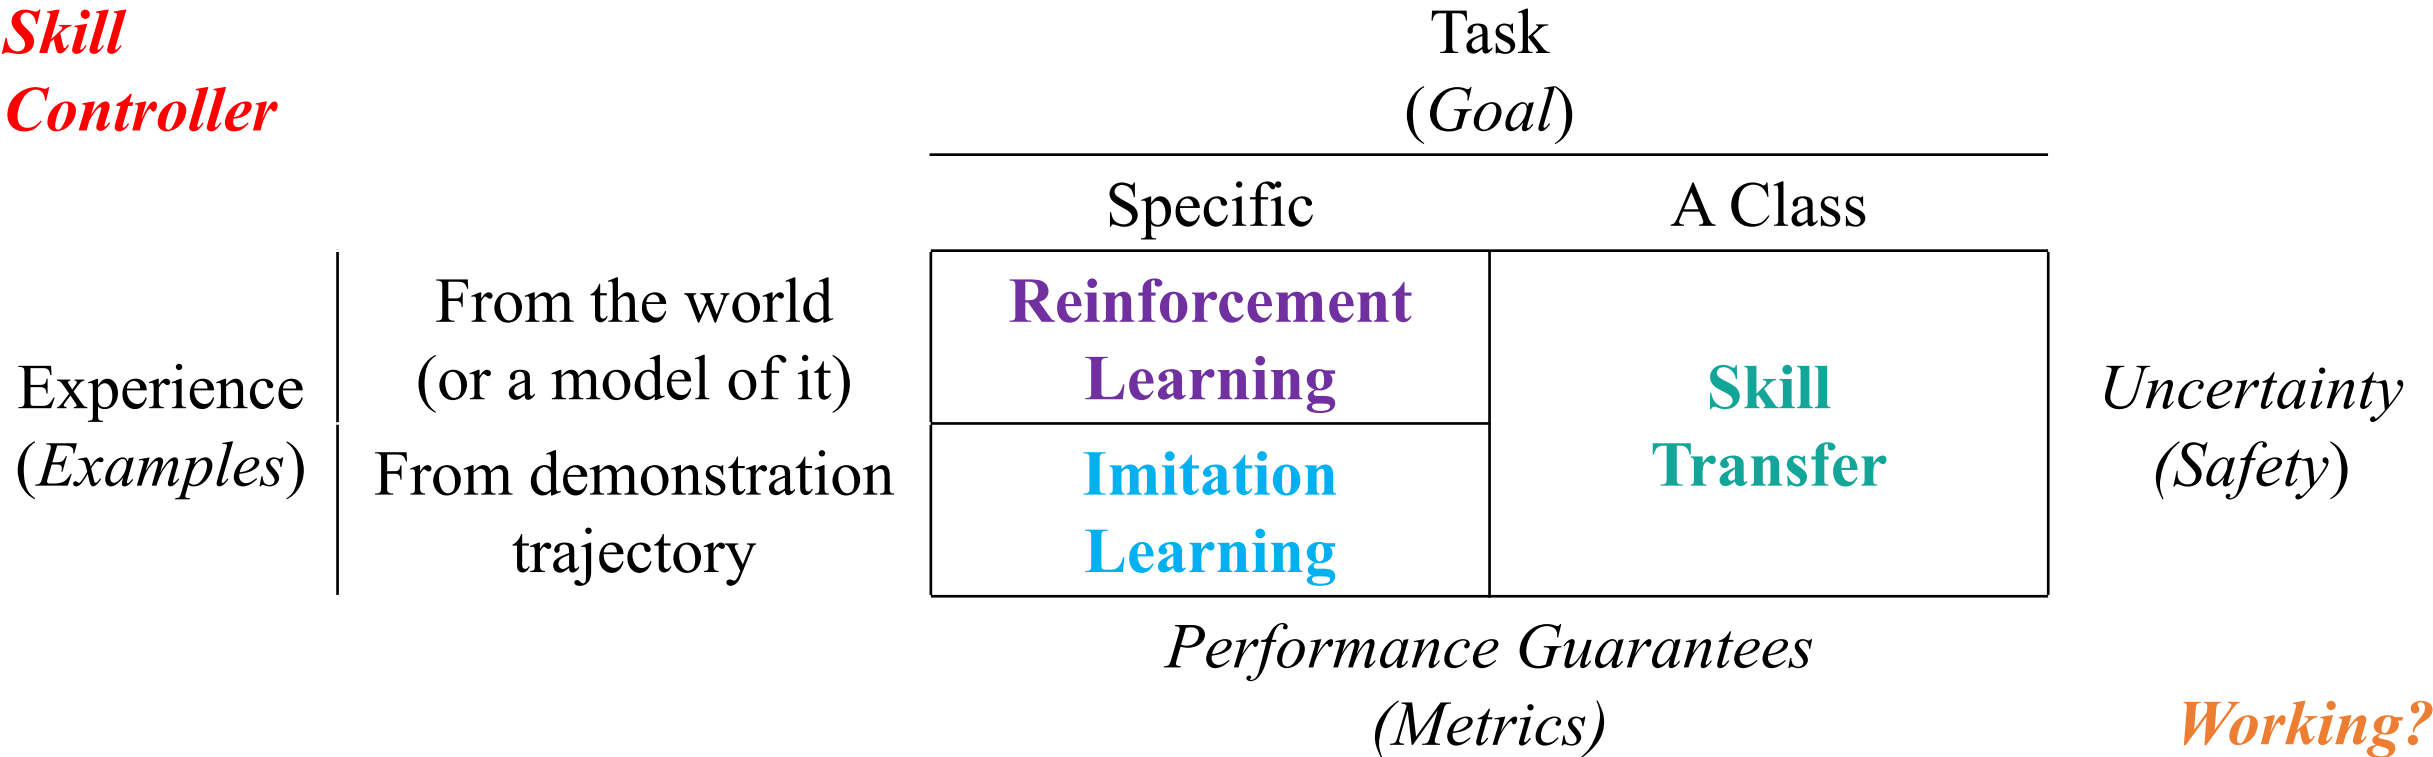 Skill
Controller
Task
(Goal)
Specific
A Class
Experience
(Examples)
From the world
(or a model of it)
From demonstration
trajectory
Reinforcement
Learning
Imitation
Learning
Skill
Transfer
Uncertainty
(Safety)
Performance Guarantees
(Metrics)
Working?